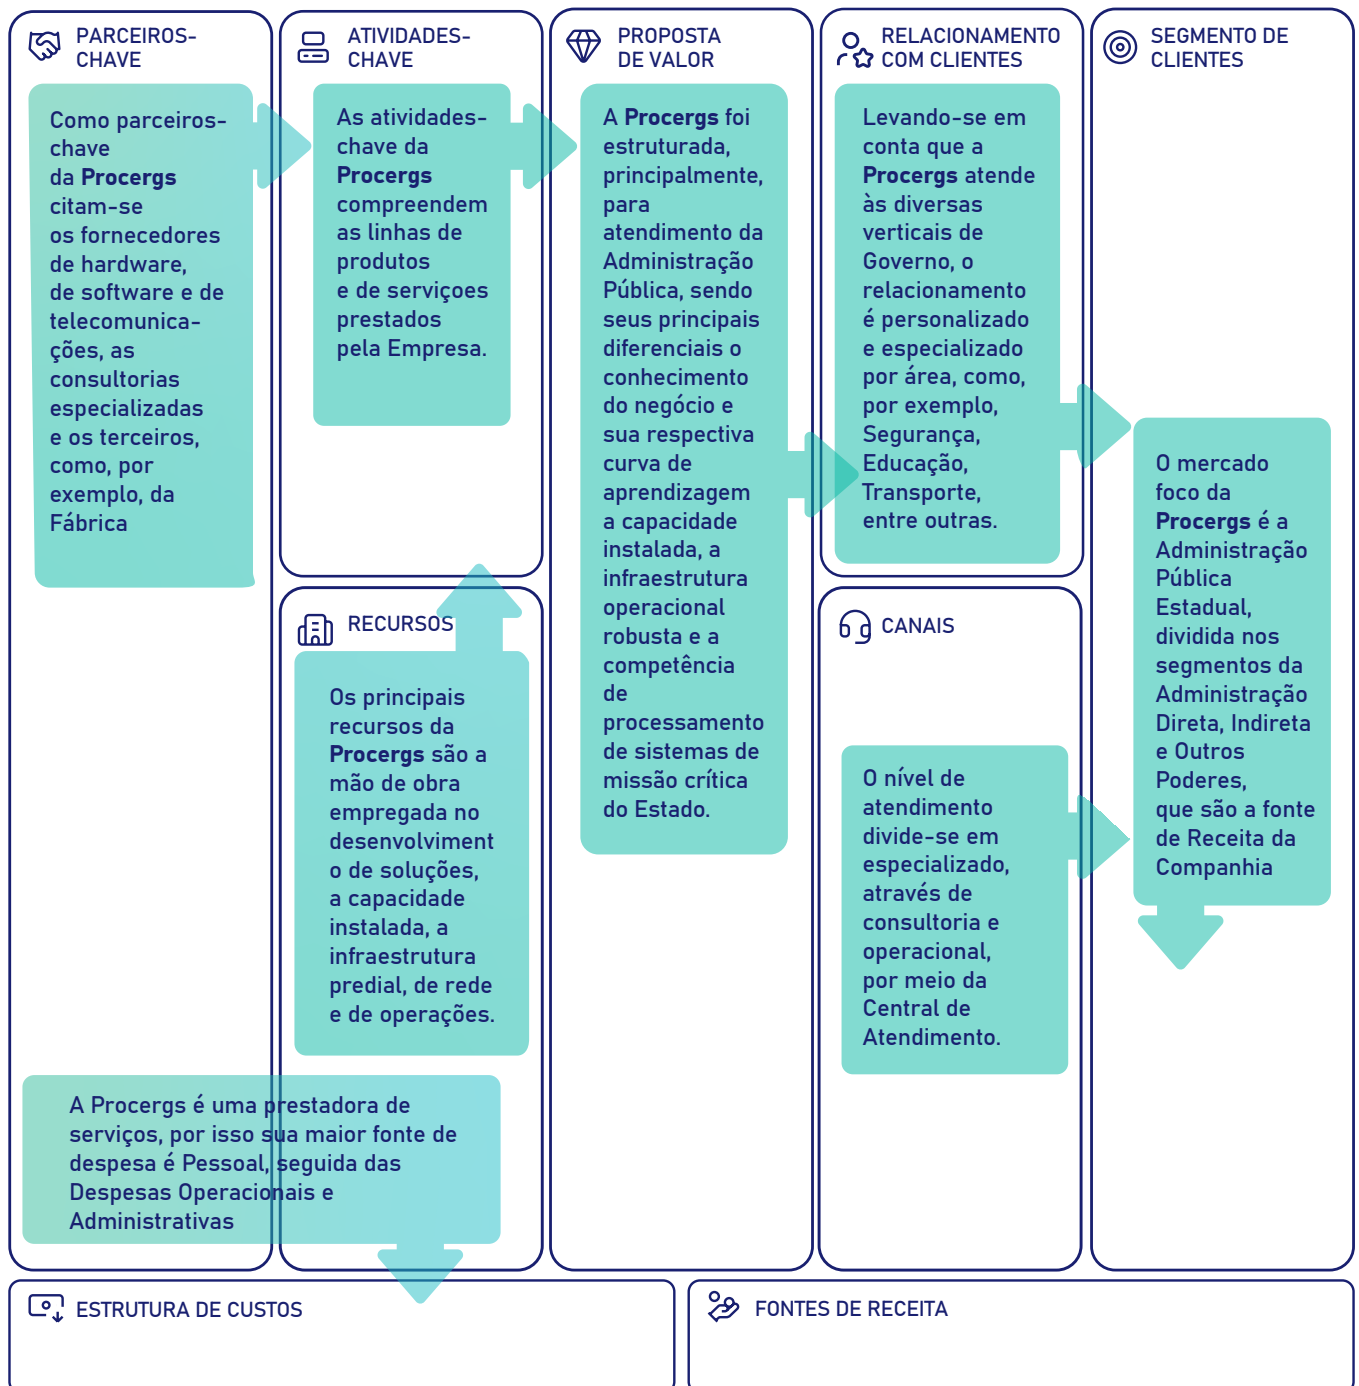 PARCEIROS-
CHAVE
Como parceiros-
chave
da Procergs
citam-se
os fornecedores
de hardware,
de software e de
telecomunica-
ções, as
consultorias
especializadas
e os terceiros,
como, por
exemplo, da
Fábrica
ATIVIDADES-
CHAVE
As atividades-
chave da
Procergs
compreendem
as linhas de
produtos
e de serviçoes
prestados
pela Empresa.
RECURSOS
Os principais
recursos da
Procergs são a
mão de obra
empregada no
desenvolviment
o de soluções,
a capacidade
instalada, a
infraestrutura
predial, de rede
e de operações.
PROPOSTA
DE VALOR
A Procergs foi
estruturada,
principalmente,
para
atendimento da
Administração
Pública, sendo
seus principais
diferenciais o
conhecimento
do negócio e
sua respectiva
curva de
aprendizagem
a capacidade
instalada, a
infraestrutura
operacional
robusta e a
competência
de
processamento
de sistemas de
missão crítica
do Estado.
RELACIONAMENTO
COM CLIENTES
Levando-se em
conta que a
Procergs atende
às diversas
verticais de
Governo, o
relacionamento
é personalizado
e especializado
por área, como,
por exemplo,
Segurança,
Educação,
Transporte,
entre outras.
CANAIS
O nível de
atendimento
divide-se em
especializado,
através de
consultoria e
operacional,
por meio da
Central de
Atendimento.
SEGMENTO DE
CLIENTES
O mercado
foco da
Procergs é a
Administração
Pública
Estadual,
dividida nos
segmentos da
Administração
Direta, Indireta
e Outros
Poderes,
que são a fonte
de Receita da
Companhia
A Procergs é uma prestadora de
serviços, por isso sua maior fonte de
despesa é Pessoal, seguida das
Despesas Operacionais e
Administrativas
ESTRUTURA DE CUSTOS
FONTES DE RECEITA